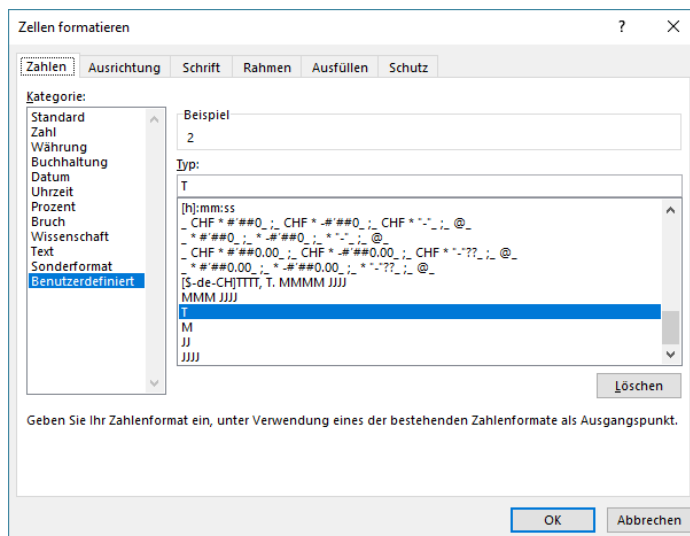 Zellen formatieren
?
Zahlen Ausrichtung Schrift Rahmen Ausfüllen Schutz
Kategorie:
Standard
Zahl
Währung
Buchhaltung
Datum
Uhrzeit
Prozent
Bruch
Wissenschaft
Text
Sonderformat
Benutzerdefiniert
Beispiel
2
Typ:
T
[h]:mm:ss
_ CHF * #'##0_ ;_ CHF * -#'##0_ ;_ CHF * "-"_ ;_ @_
_ * #'##0_ ;_ * -#'##0_ ;_ * "-"_ ;_ @_
_ CHF * #'##0.00_ ;_ CHF * -#'##0.00_ ;_ CHF * "-"??_ ;_ @_
_ * #'##0.00_ ;_ * -#'##0.00_ ;_ * "-"??_ ;_ @_
[$-de-CH]TTTT, T. MMMM JJJJ
MMM JJJJ
T
M
JJ
JJJJ
Löschen
Geben Sie Ihr Zahlenformat ein, unter Verwendung eines der bestehenden Zahlenformate als Ausgangspunkt.
OK Abbrechen